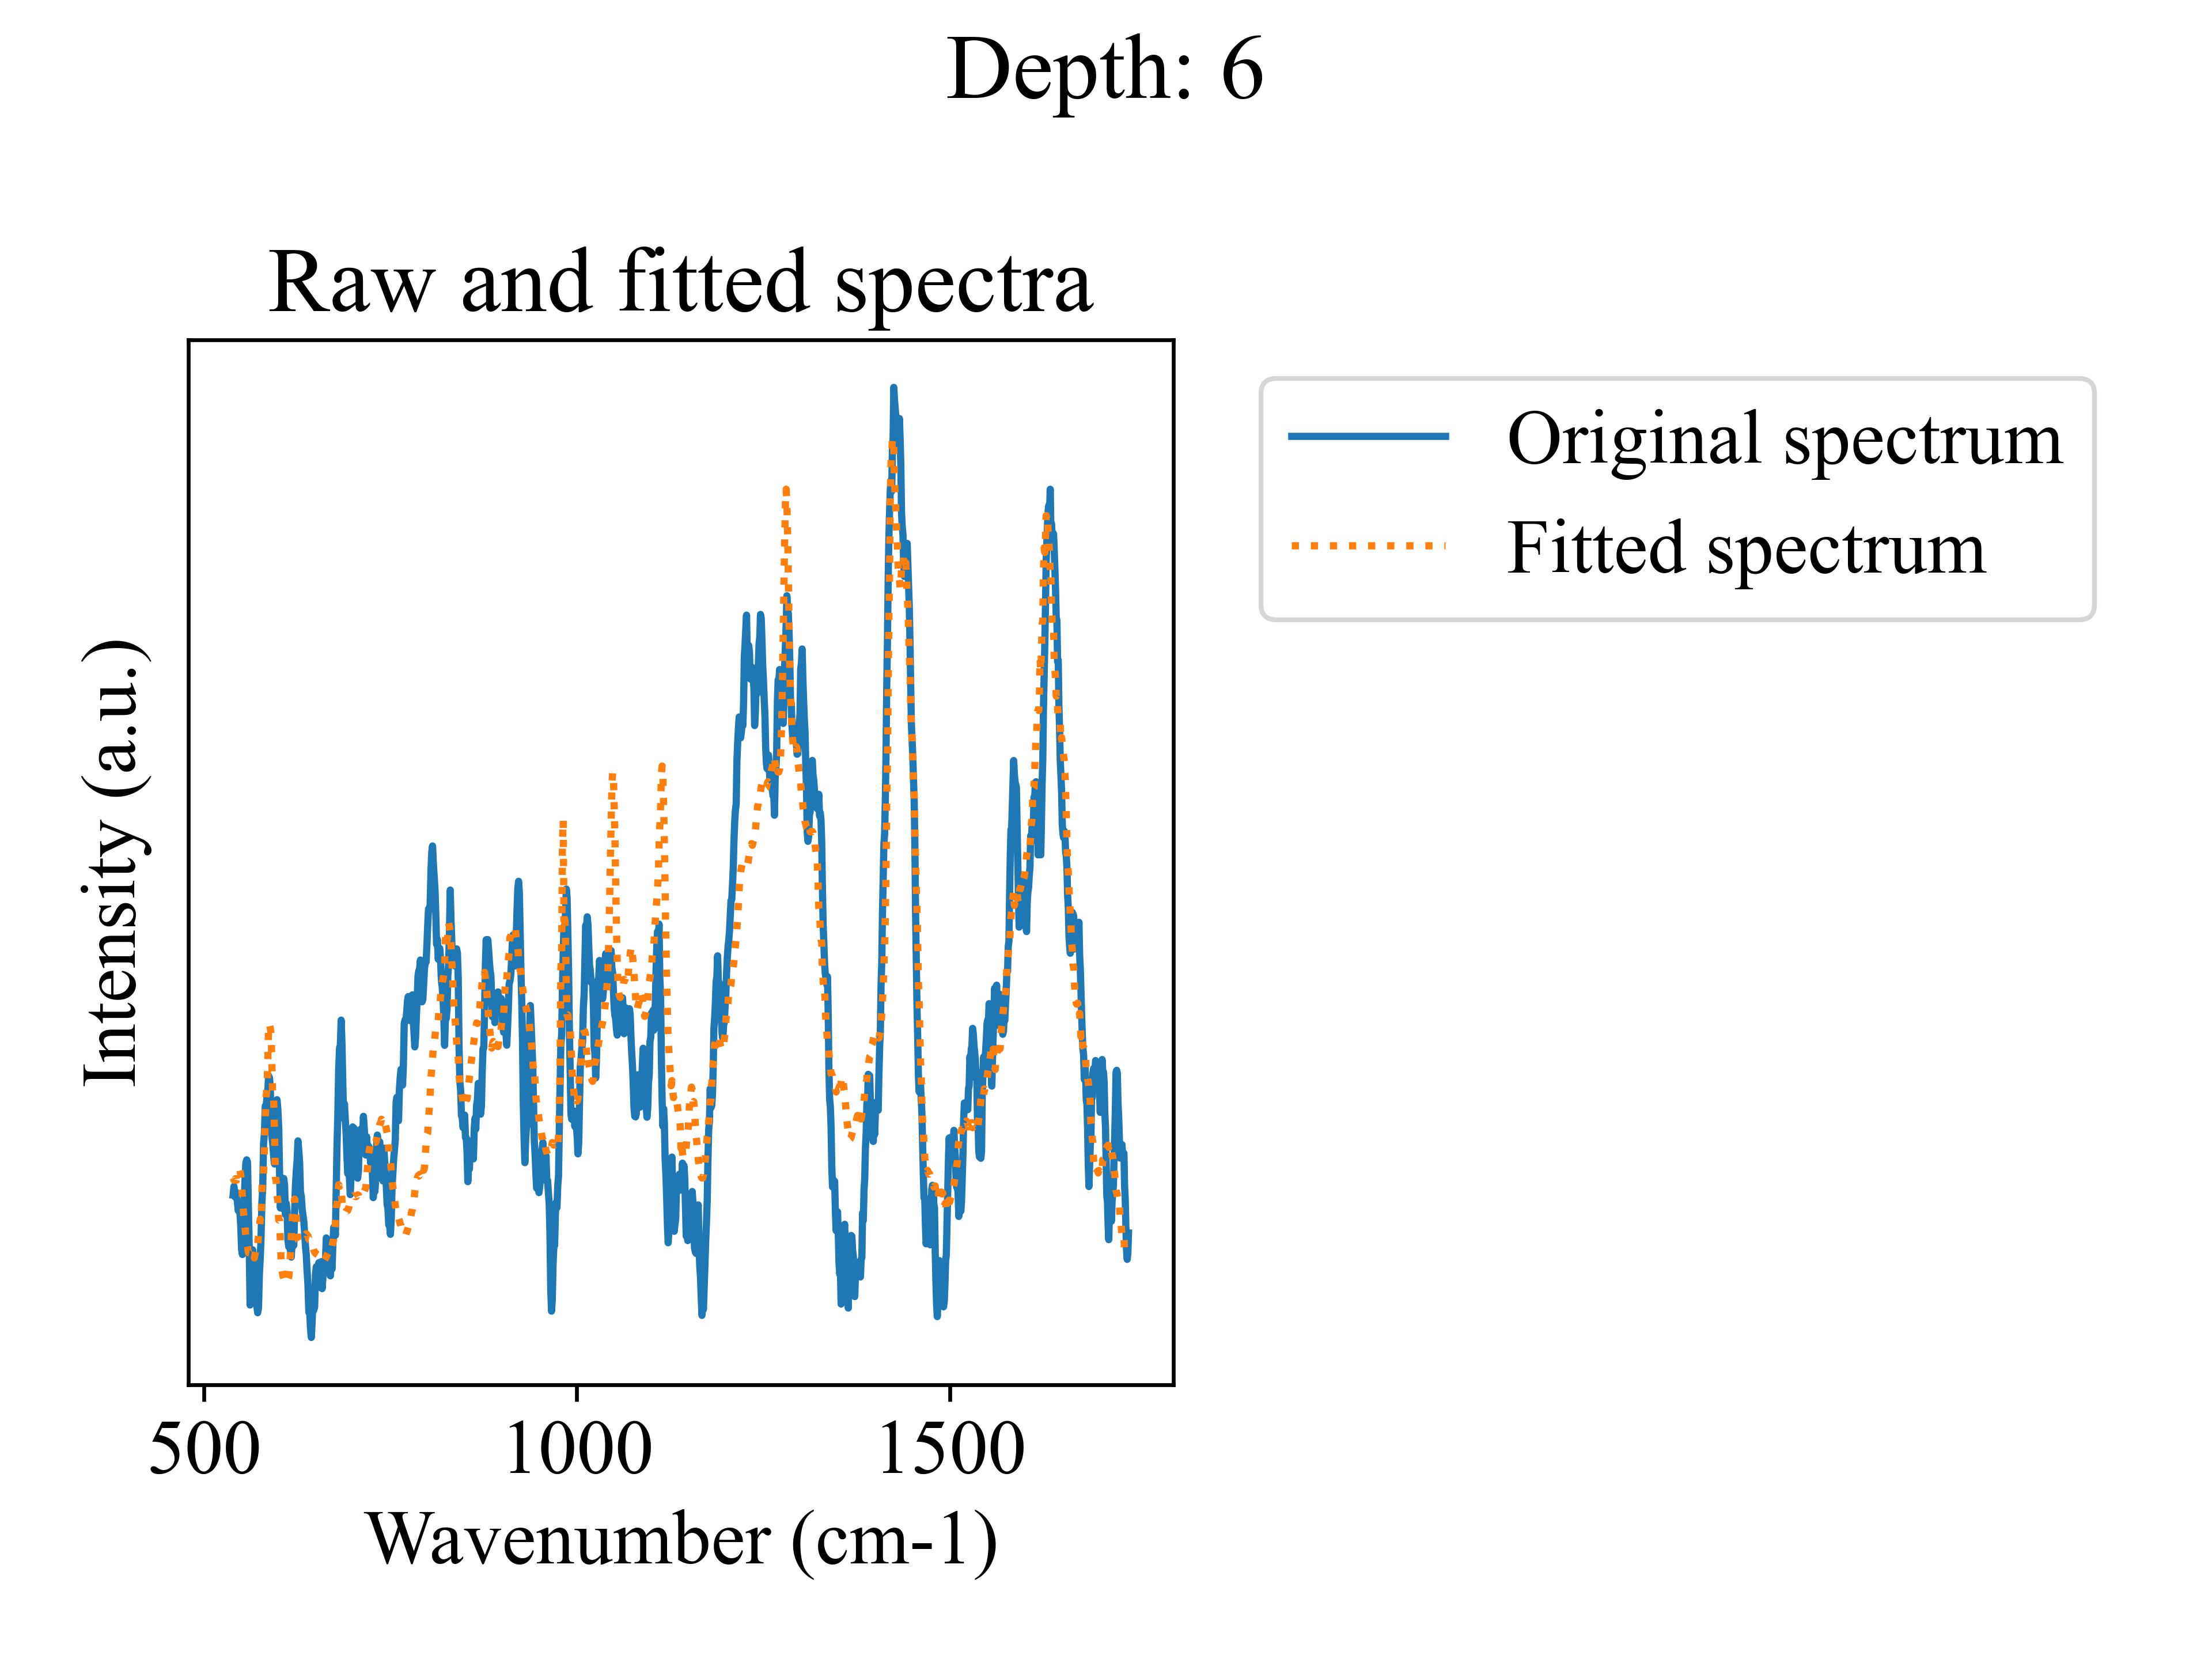 Depth: 6
Raw and fitted spectra
Original spectrum
Fitted spectrum
Intensity (a.u.)
500 1000 1500
Wavenumber (cm-1)